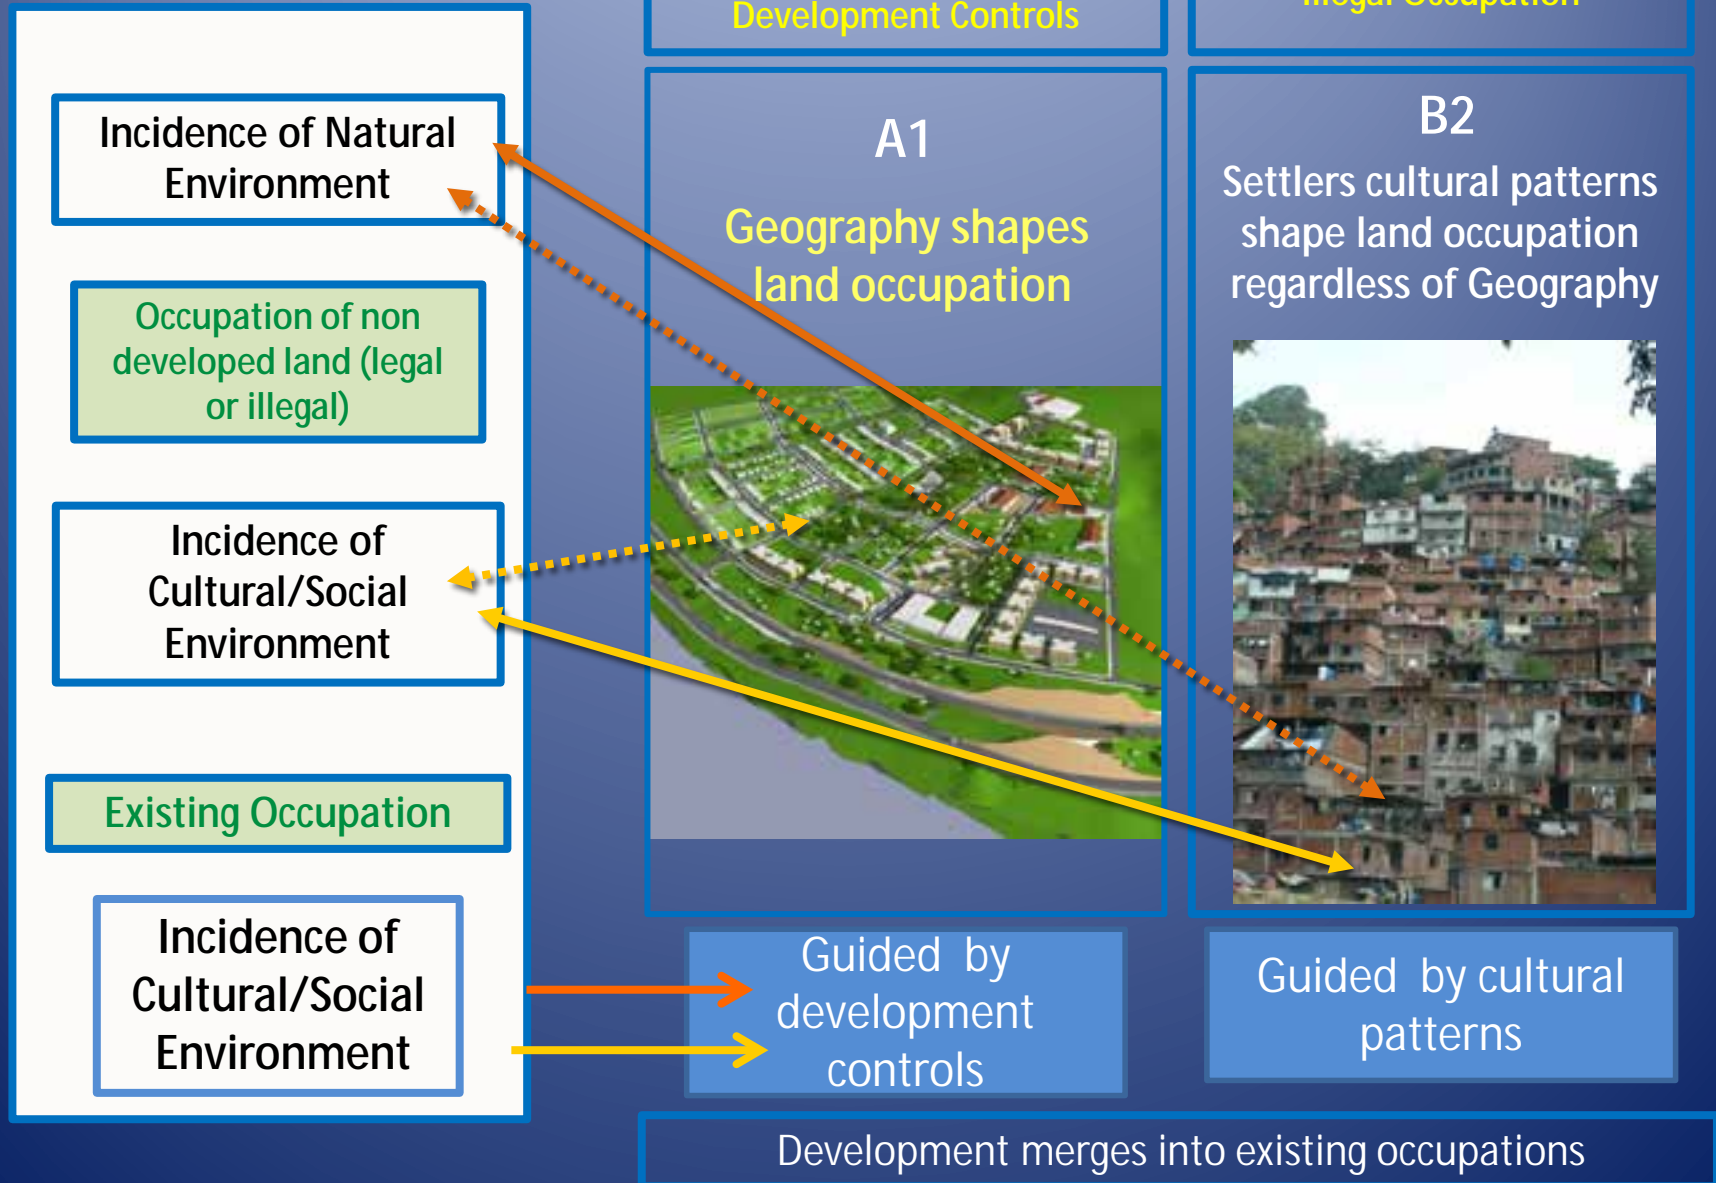 Development Controls
Illegal Occupation
Incidence of Natural
Environment
Occupation of non
developed land (legal
or illegal)
Incidence of
Cultural/Social
Environment
Existing Occupation
Incidence of
Cultural/Social
Environment
A1
Geography shapes
land occupation
B2
Settlers cultural patterns
shape land occupation
regardless of Geography
Guided by
development
controls
Guided by cultural
patterns
Development merges into existing occupations